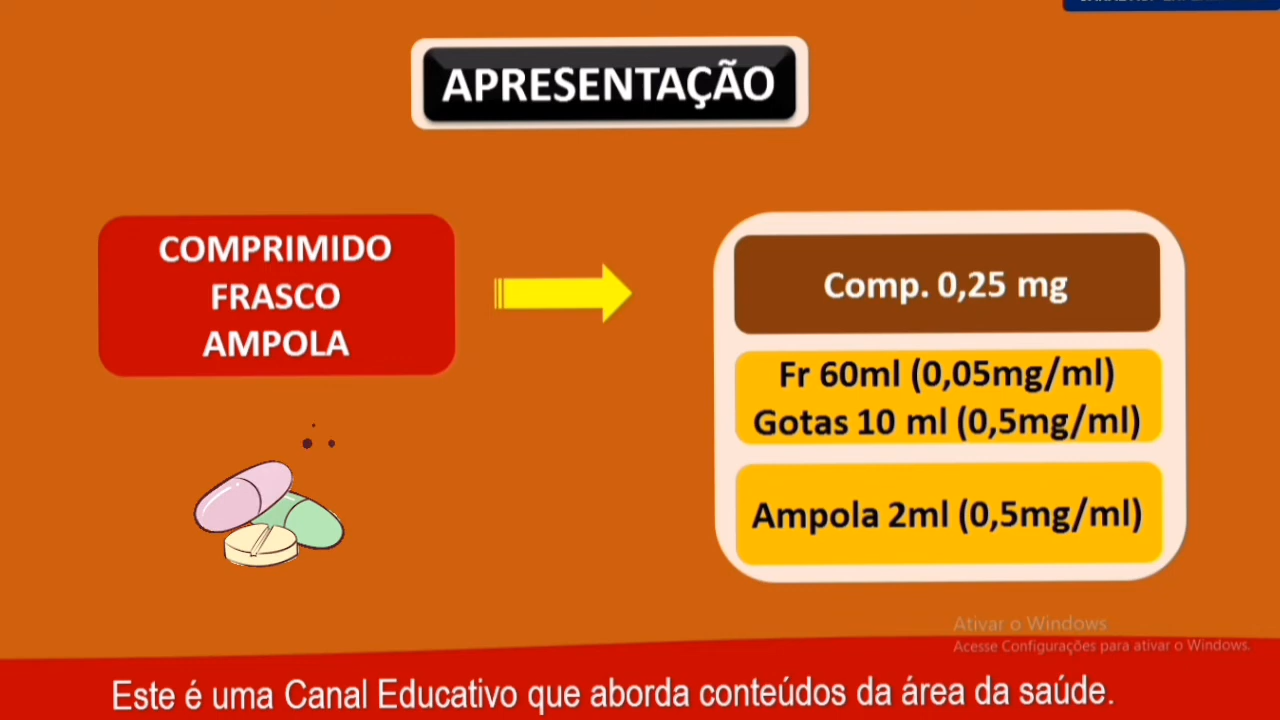 APRESENTAÇÃO
COMPRIMIDO
FRASCO
AMPOLA
Comp. 0,25 mg
Fr 60ml (0,05mg/ml)
Gotas 10 ml (0,5mg/ml)
Ampola 2ml (0,5mg/ml)
Ativar o Windows
Acesse Configurações para ativar o Windows.
Este é uma Canal Educativo que aborda conteúdos da área da saúde.